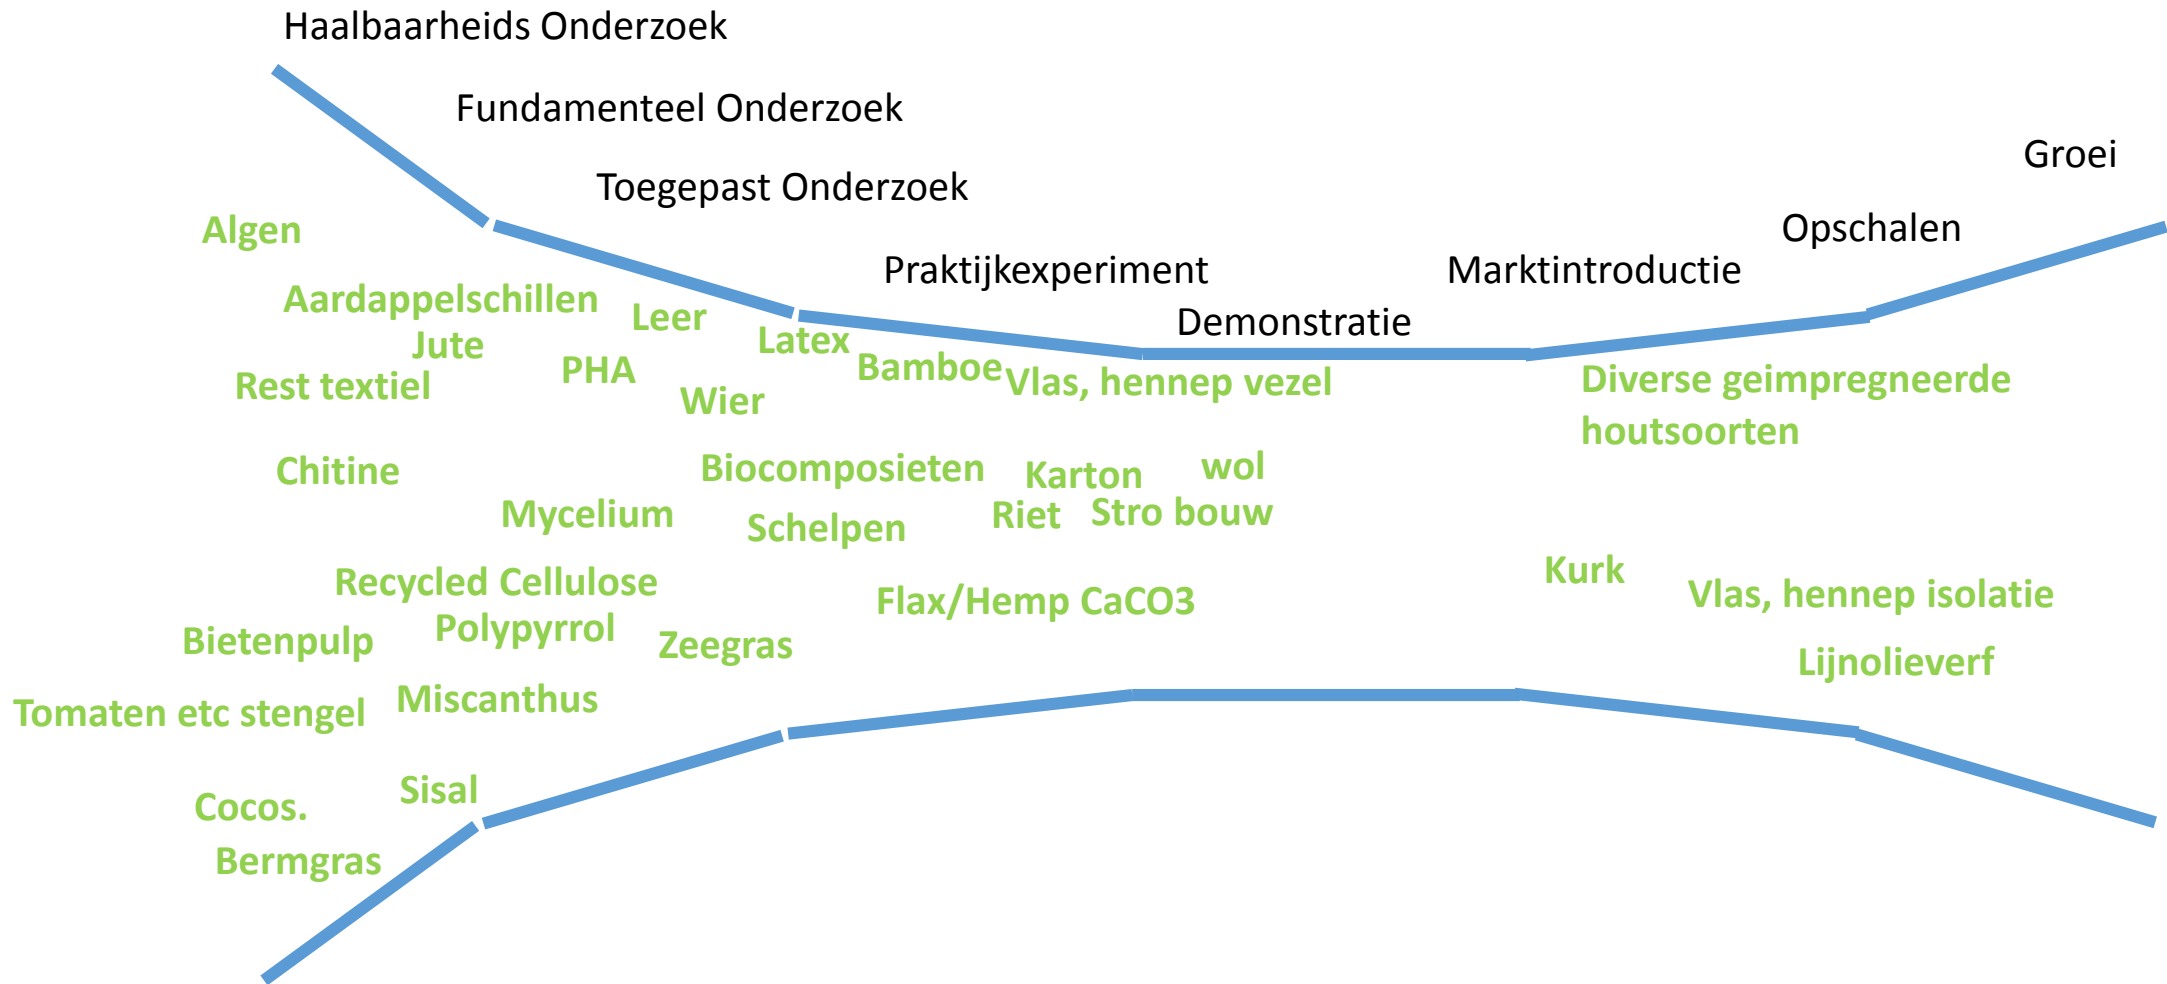 Haalbaarheids Onderzoek
Fundamenteel Onderzoek
Toegepast Onderzoek
Praktijkexperiment
Demonstratie
Marktintroductie
Opschalen
Groei
Algen
Aardappelschillen
Leer
Jute
Latex
PHA
Bamboe
Vlas, hennep vezel
Diverse geimpregneerde
houtsoorten
Rest textiel
Wier
Chitine
Biocomposieten
Karton
wol
Mycelium
Schelpen
Riet
Stro bouw
Recycled Cellulose
Flax/Hemp CaCO3
Kurk
Vlas, hennep isolatie
Polypyrrol
Bietenpulp
Zeegras
Lijnolieverf
Tomaten etc stengel
Miscanthus
Sisal
Cocos.
Bermgras